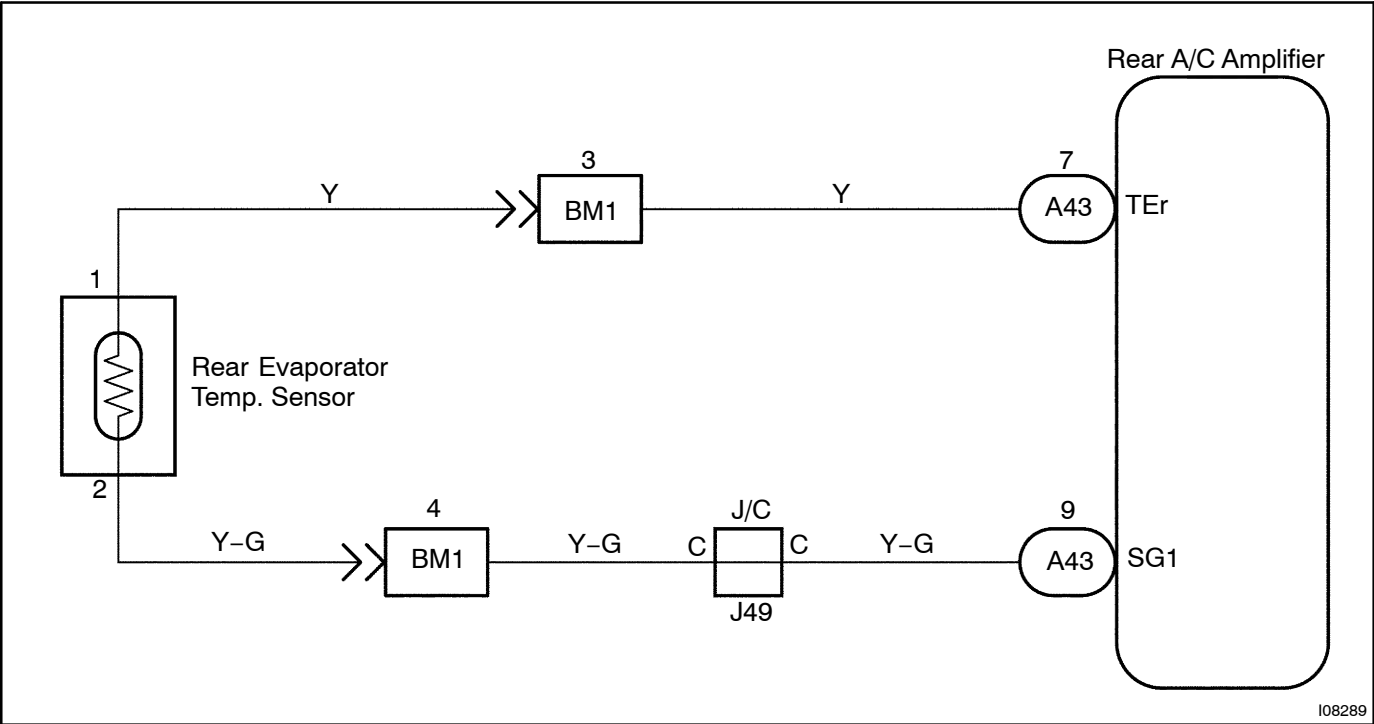 Rear A/C Amplifier
3
7
Y
BM1
Y
A43
TEr
1
Rear Evaporator
Temp. Sensor
2
4
J/C
9
Y–G
BM1
Y–G
C
C
Y–G
A43
SG1
J49
I08289